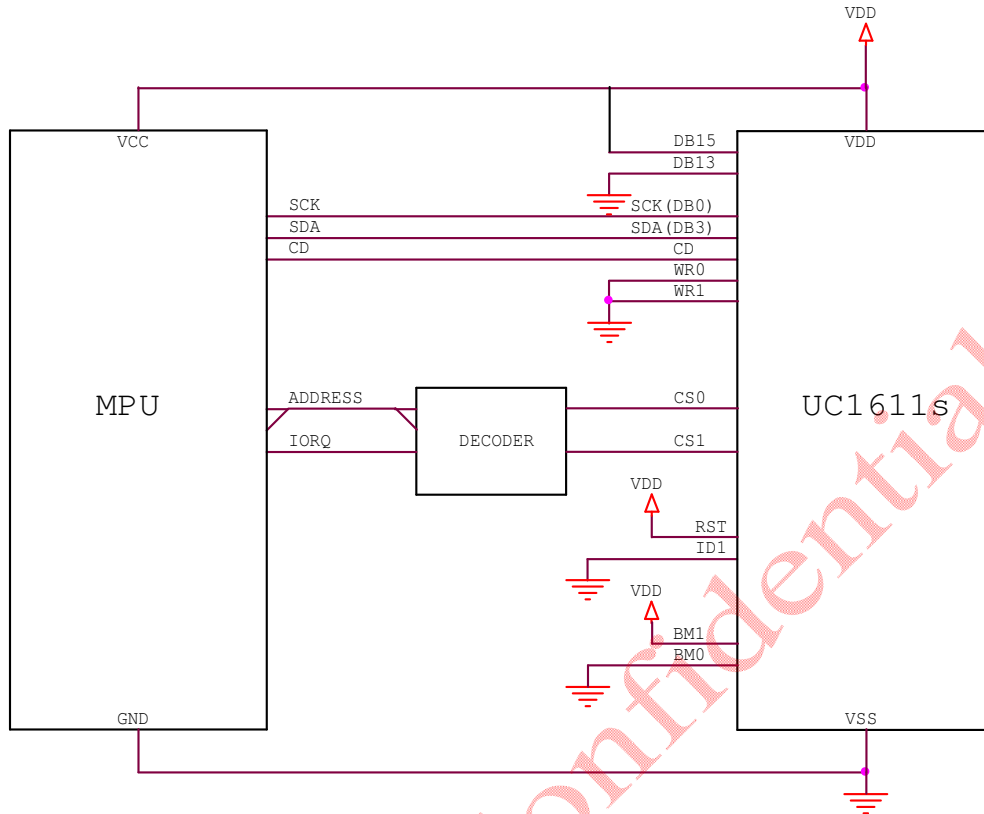 VDD
VCC
VDD
DB15
DB13
SCK
SCK(DB0)
SDA
SDA(DB3)
CD
CD
WR0
WR1
MPU
ADDRESS
IORQ
DECODER
CS0
CS1
UC1611s
VDD
RST
ID1
VDD
BM1
BM0
GND
VSS
onfidential